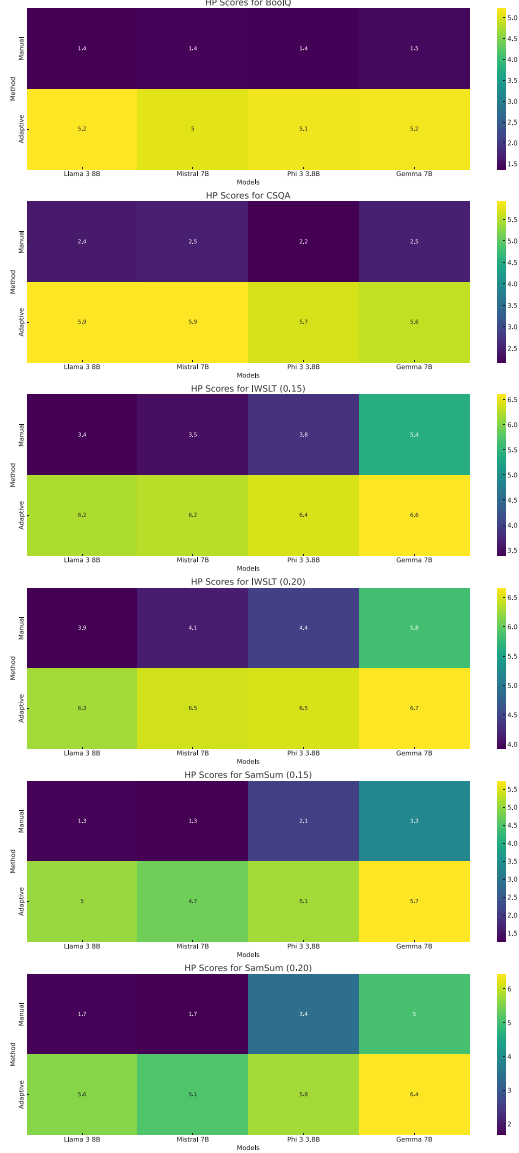 HP Scores for BoolQ
Manual 1.4 1.4 1.4 1.5
Method
Adaptive 5.2 5 5.1 5.2
Llama 3 8B Mistral 7B Phi 3 3.8B Gemma 7B
Models
5.0
4.5
4.0
3.5
3.0
2.5
2.0
1.5
HP Scores for CSQA
Manual 2.4 2.5 2.2 2.5
Method
Adaptive 5.9 5.9 5.7 5.6
Llama 3 8B Mistral 7B Phi 3 3.8B Gemma 7B
Models
5.5
5.0
4.5
4.0
3.5
3.0
2.5
HP Scores for IWSLT (0.15)
Manual 3.4 3.5 3.8 5.4
Method
Adaptive 6.2 6.2 6.4 6.6
Llama 3 8B Mistral 7B Phi 3 3.8B Gemma 7B
Models
6.5
6.0
5.5
5.0
4.5
4.0
3.5
HP Scores for IWSLT (0.20)
Manual 3.9 4.1 4.4 5.8
Method
Adaptive 6.3 6.5 6.5 6.7
Llama 3 8B Mistral 7B Phi 3 3.8B Gemma 7B
Models
6.5
6.0
5.5
5.0
4.5
4.0
HP Scores for SamSum (0.15)
Manual 1.3 1.3 2.1 3.3
Method
Adaptive 5 4.7 5.1 5.7
Llama 3 8B Mistral 7B Phi 3 3.8B Gemma 7B
Models
5.5
5.0
4.5
4.0
3.5
3.0
2.5
2.0
1.5
HP Scores for SamSum (0.20)
Manual 1.7 1.7 3.4 5
Method
Adaptive 5.6 5.1 5.8 6.4
Llama 3 8B Mistral 7B Phi 3 3.8B Gemma 7B
Models
6
5
4
3
2